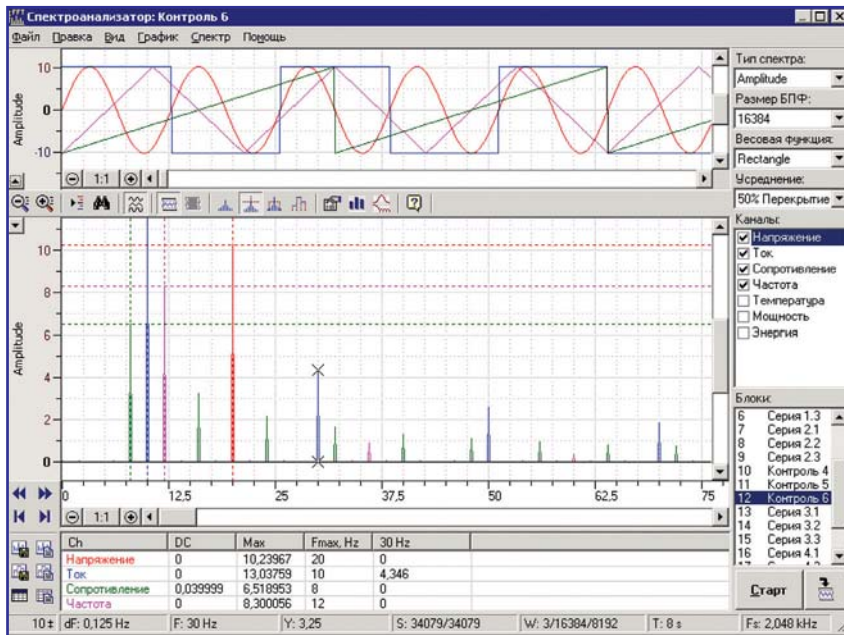 Спектроанализатор: Контроль 6
Файл Правка Вид График Спектр Помощь
10
0
-10
Amplitude
1:1
Тип спектра:
Amplitude
Размер БПФ:
16384
Весовая функция:
Rectangle
Усреднение:
50% Перекрытие
Каналы:
Напряжение
Ток
Сопротивление
Частота
Температура
Мощность
Энергия
10
8
6
4
2
0
Amplitude
0 12,5 25 37,5 50 62,5 75
1:1
Блоки:
6 Серия 1.3
7 Серия 2.1
8 Серия 2.2
9 Серия 2.3
10 Контроль 4
11 Контроль 5
12 Контроль 6
13 Серия 3.1
14 Серия 3.2
15 Серия 3.3
16 Серия 4.1
Ch DC Max Fmax, Hz 30 Hz
Напряжение 0 10,23967 20 0
Ток 0 13,03759 10 4,346
Сопротивление 0,039999 6,518953 8 0
Частота 0 8,300056 12 0
Старт
10 ± dF: 0,125 Hz F: 30 Hz Y: 3,25 S: 34079/34079 W: 3/16384/8192 T: 8 s Fs: 2,048 kHz